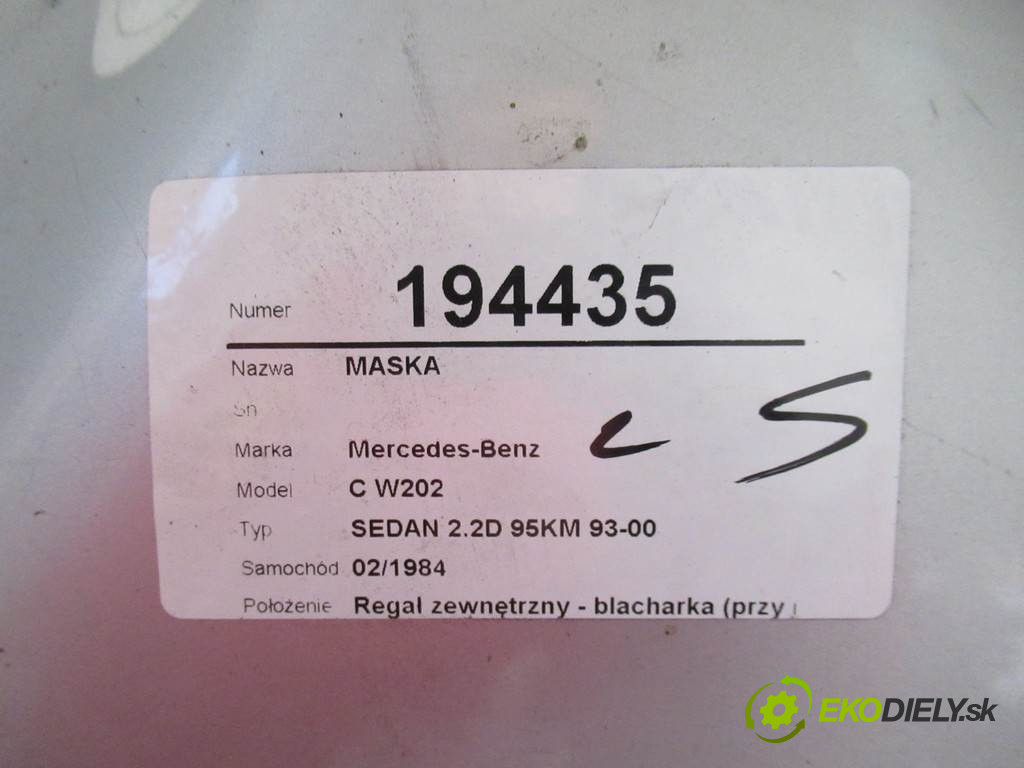 Numer 194435
Nazwa MASKA
Sn
Marka Mercedes-Benz
Model C W202
Typ SEDAN 2.2D 95KM 93-00
Samochód 02/1984
Położenie Regał zewnętrzny - blacharka (przy
EKODIELY.sk